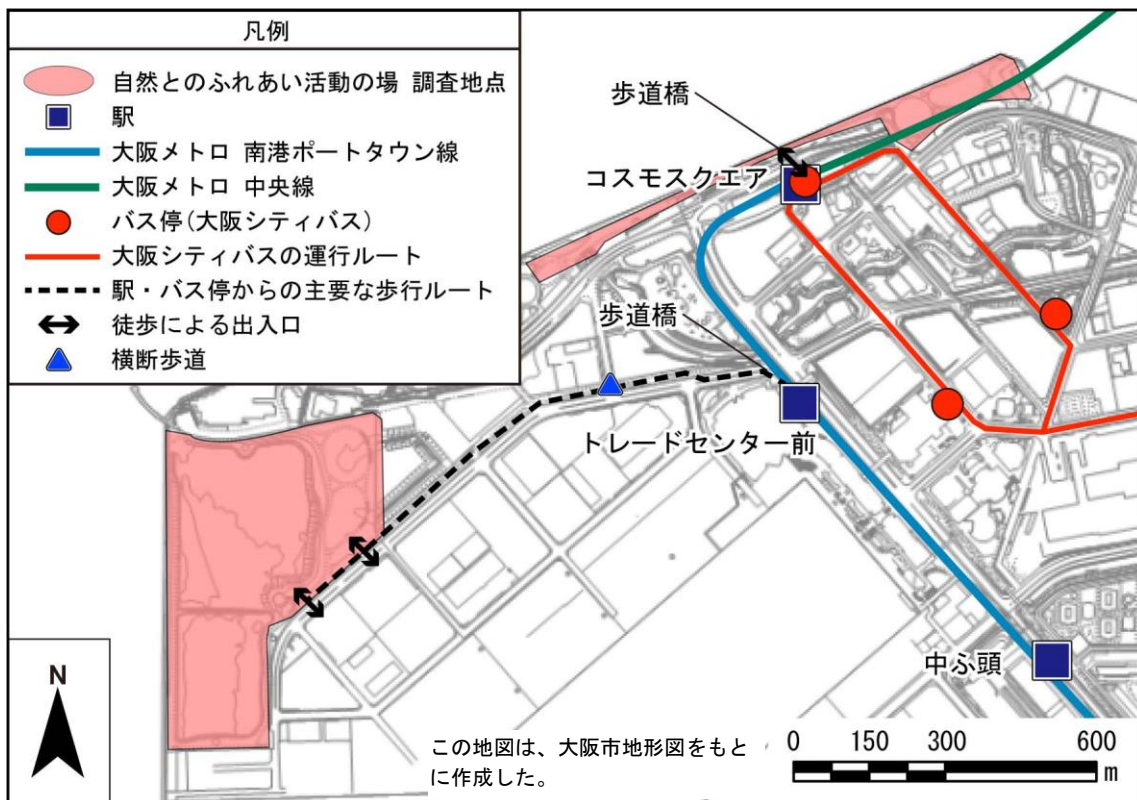 凡例
自然とのふれあい活動の場 調査地点
駅
大阪メトロ 南港ポートタウン線
大阪メトロ 中央線
バス停(大阪シティバス)
大阪シティバスの運行ルート
駅・バス停からの主要な歩行ルート
徒歩による出入口
横断歩道
歩道橋
コスモスクエア
歩道橋
トレードセンター前
中ふ頭
N
この地図は、大阪市地形図をもと
に作成した。
0 150 300 600
m